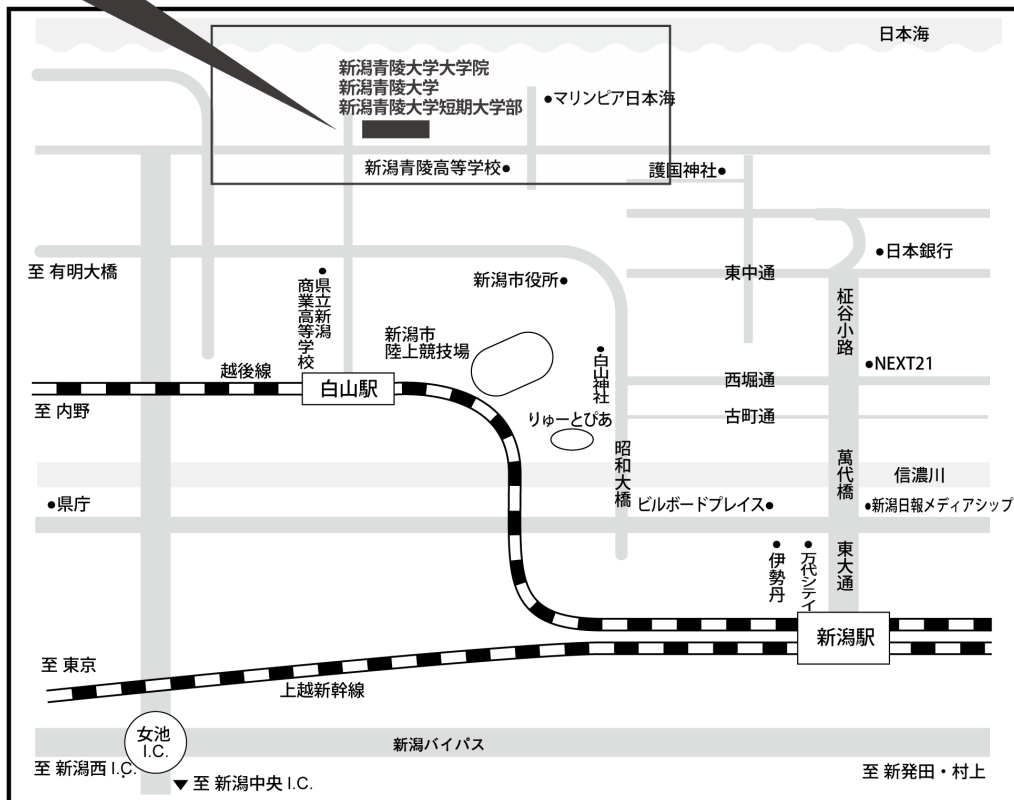 日本海
新潟青陵大学大学院
新潟青陵大学
新潟青陵大学短期大学部
●マリンピア日本海
新潟青陵高等学校●
護国神社●
●日本銀行
至 有明大橋
東中通
新潟市役所●
柾谷小路
●県立新潟
商業高等学校
新潟市
陸上競技場
●白山神社
●NEXT21
越後線
白山駅
西堀通
至 内野
古町通
りゅーとぴあ
昭和大橋
萬代橋
信濃川
●県庁
ビルボードプレイス●
●新潟日報メディアシップ
●伊勢丹
●万代シテイ
東大通
新潟駅
至 東京
上越新幹線
女池
I.C.
新潟バイパス
至 新潟西 I.C.
至 新発田・村上
▼至 新潟中央 I.C.